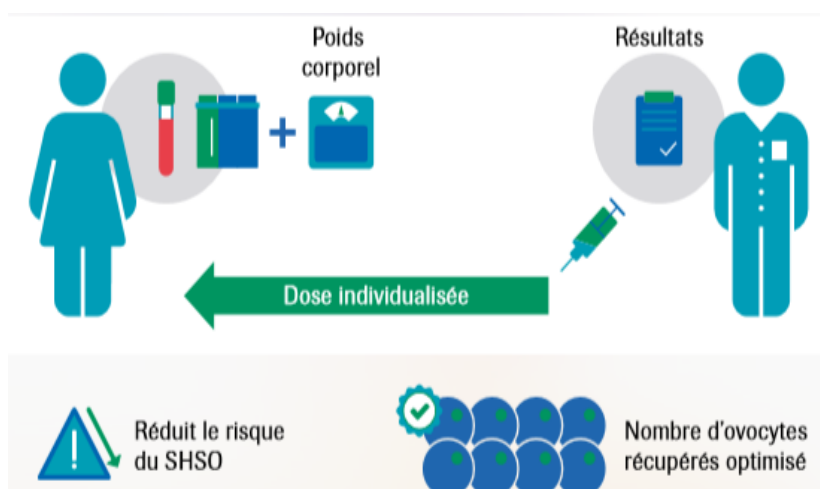 Poids
corporel
Résultats
Dose individualisée
Réduit le risque
du SHSO
Nombre d'ovocytes
récupérés optimisé